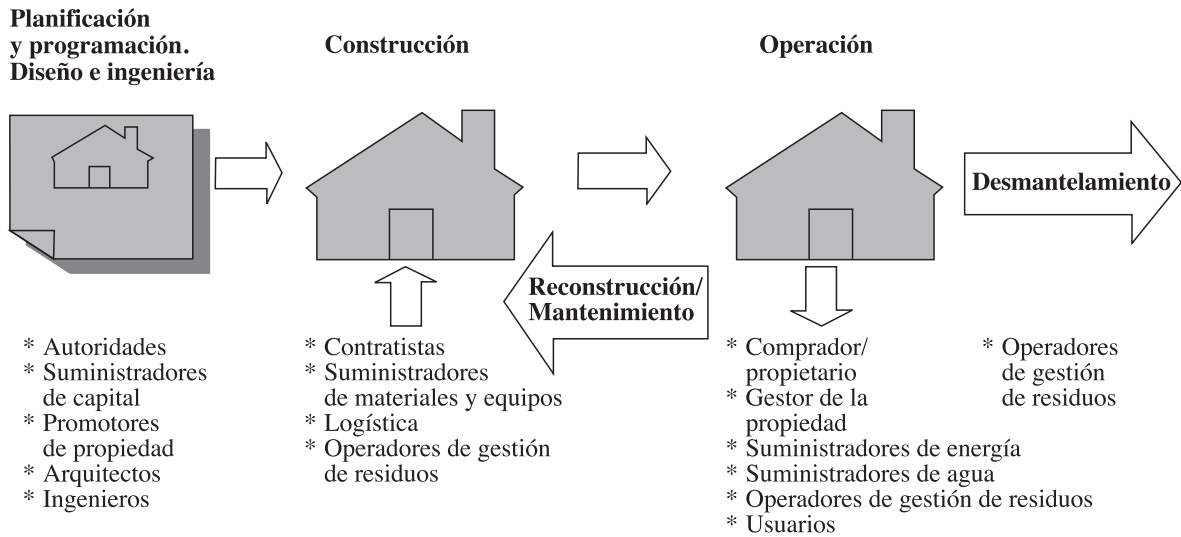 Planificación
y programación.
Diseño e ingeniería
Construcción
Operación
Desmantelamiento
Reconstrucción/
Mantenimiento
* Autoridades
* Suministradores
de capital
* Promotores
de propiedad
* Arquitectos
* Ingenieros
* Contratistas
* Suministradores
de materiales y equipos
* Logística
* Operadores de gestión
de residuos
* Comprador/
propietario
* Gestor de la
propiedad
* Suministradores de energía
* Suministradores de agua
* Operadores de gestión de residuos
* Usuarios
* Operadores
de gestión
de residuos